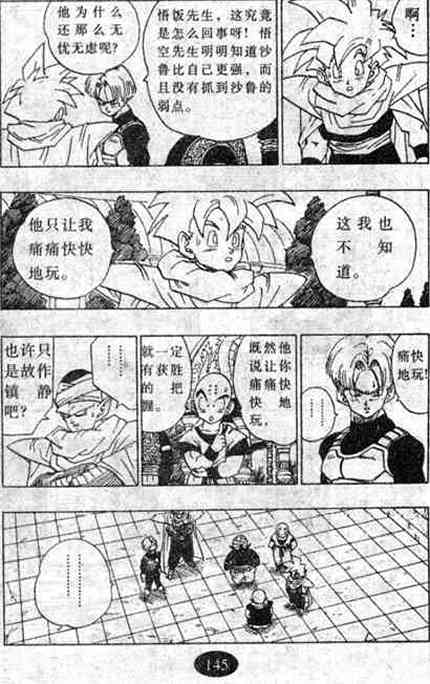 啊…
悟饭先生，这究竟
是怎么回事呀！悟
空先生明明知道沙
鲁比自己更强，而
且没有抓到沙鲁的
弱点。
他为什么
还那么无
忧无虑呢？
这我也
不知
道。
他只让我
痛痛快快
地玩。
痛快
地玩！
……
既然他
说让你
痛痛快
快地
玩，
就一定
有获胜
的把
握。
…
……
也许只
是故作
镇静
吧？
……
145